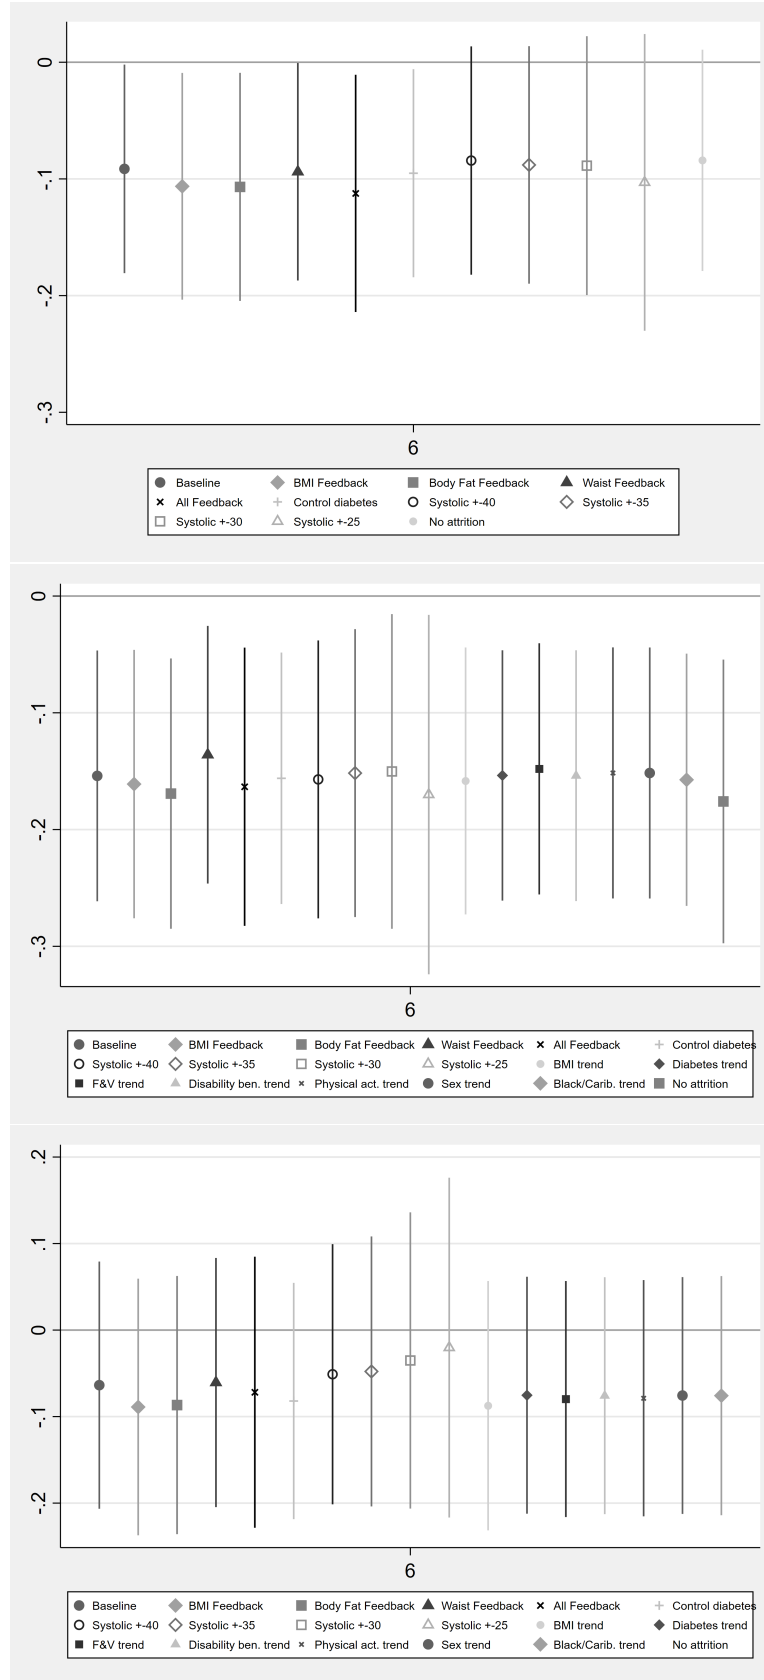 0
-.1
-.2
-.3
6
Baseline BMI Feedback Body Fat Feedback Waist Feedback
All Feedback Control diabetes Systolic +-40 Systolic +-35
Systolic +-30 Systolic +-25 No attrition
0
-.1
-.2
-.3
6
Baseline BMI Feedback Body Fat Feedback Waist Feedback All Feedback Control diabetes
Systolic +-40 Systolic +-35 Systolic +-30 Systolic +-25 BMI trend Diabetes trend
F&V trend Disability ben. trend Physical act. trend Sex trend Black/Carib. trend No attrition
.2
.1
0
-.1
-.2
6
Baseline BMI Feedback Body Fat Feedback Waist Feedback All Feedback Control diabetes
Systolic +-40 Systolic +-35 Systolic +-30 Systolic +-25 BMI trend Diabetes trend
F&V trend Disability ben. trend Physical act. trend Sex trend Black/Carib. trend No attrition